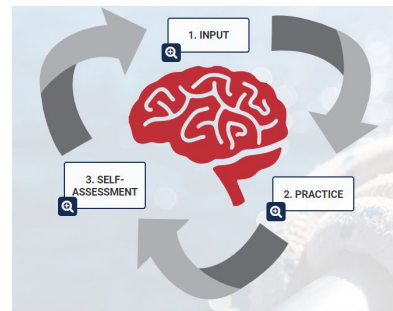 1. INPUT
2. PRACTICE
3. SELF-
ASSESSMENT